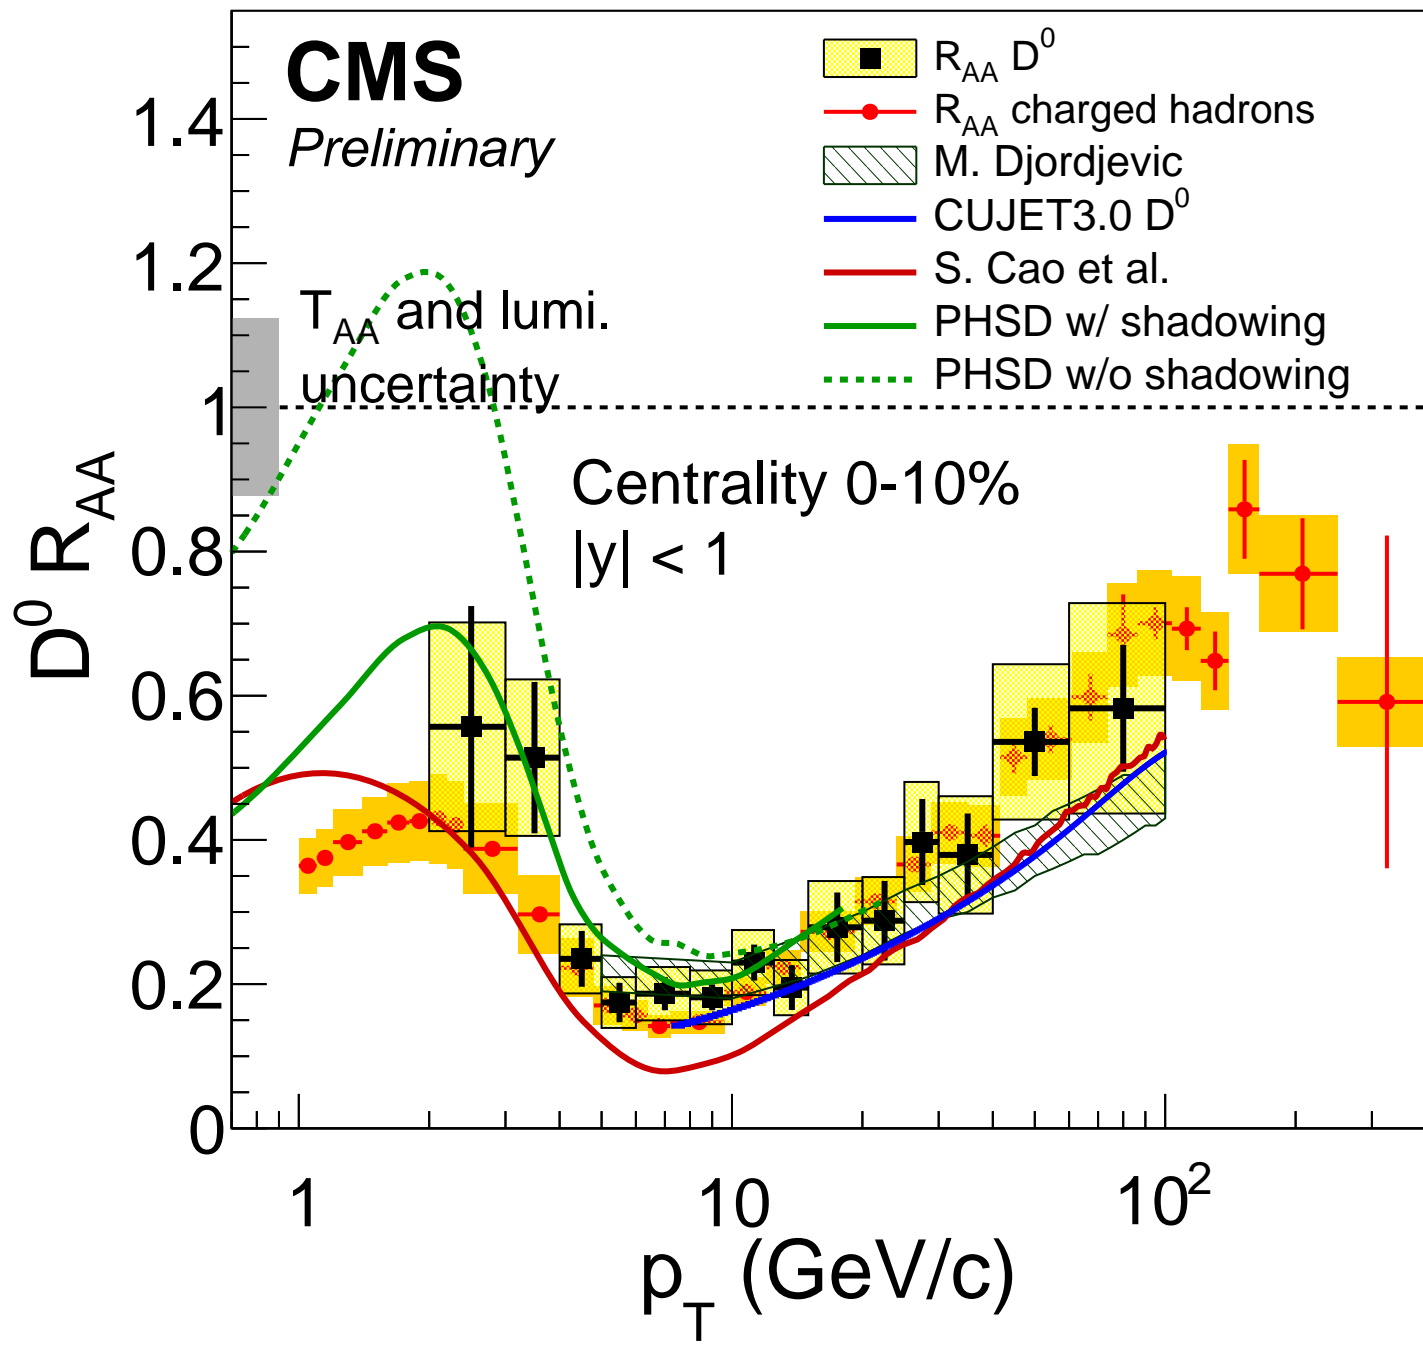 CMS
Preliminary
R_AA D^0
R_AA charged hadrons
M. Djordjevic
CUJET3.0 D^0
S. Cao et al.
PHSD w/ shadowing
PHSD w/o shadowing
T_AA and lumi.
uncertainty
Centrality 0-10%
|y| < 1
D^0 R_AA
1.4
1.2
1
0.8
0.6
0.4
0.2
0
1
10
10^2
p_T (GeV/c)